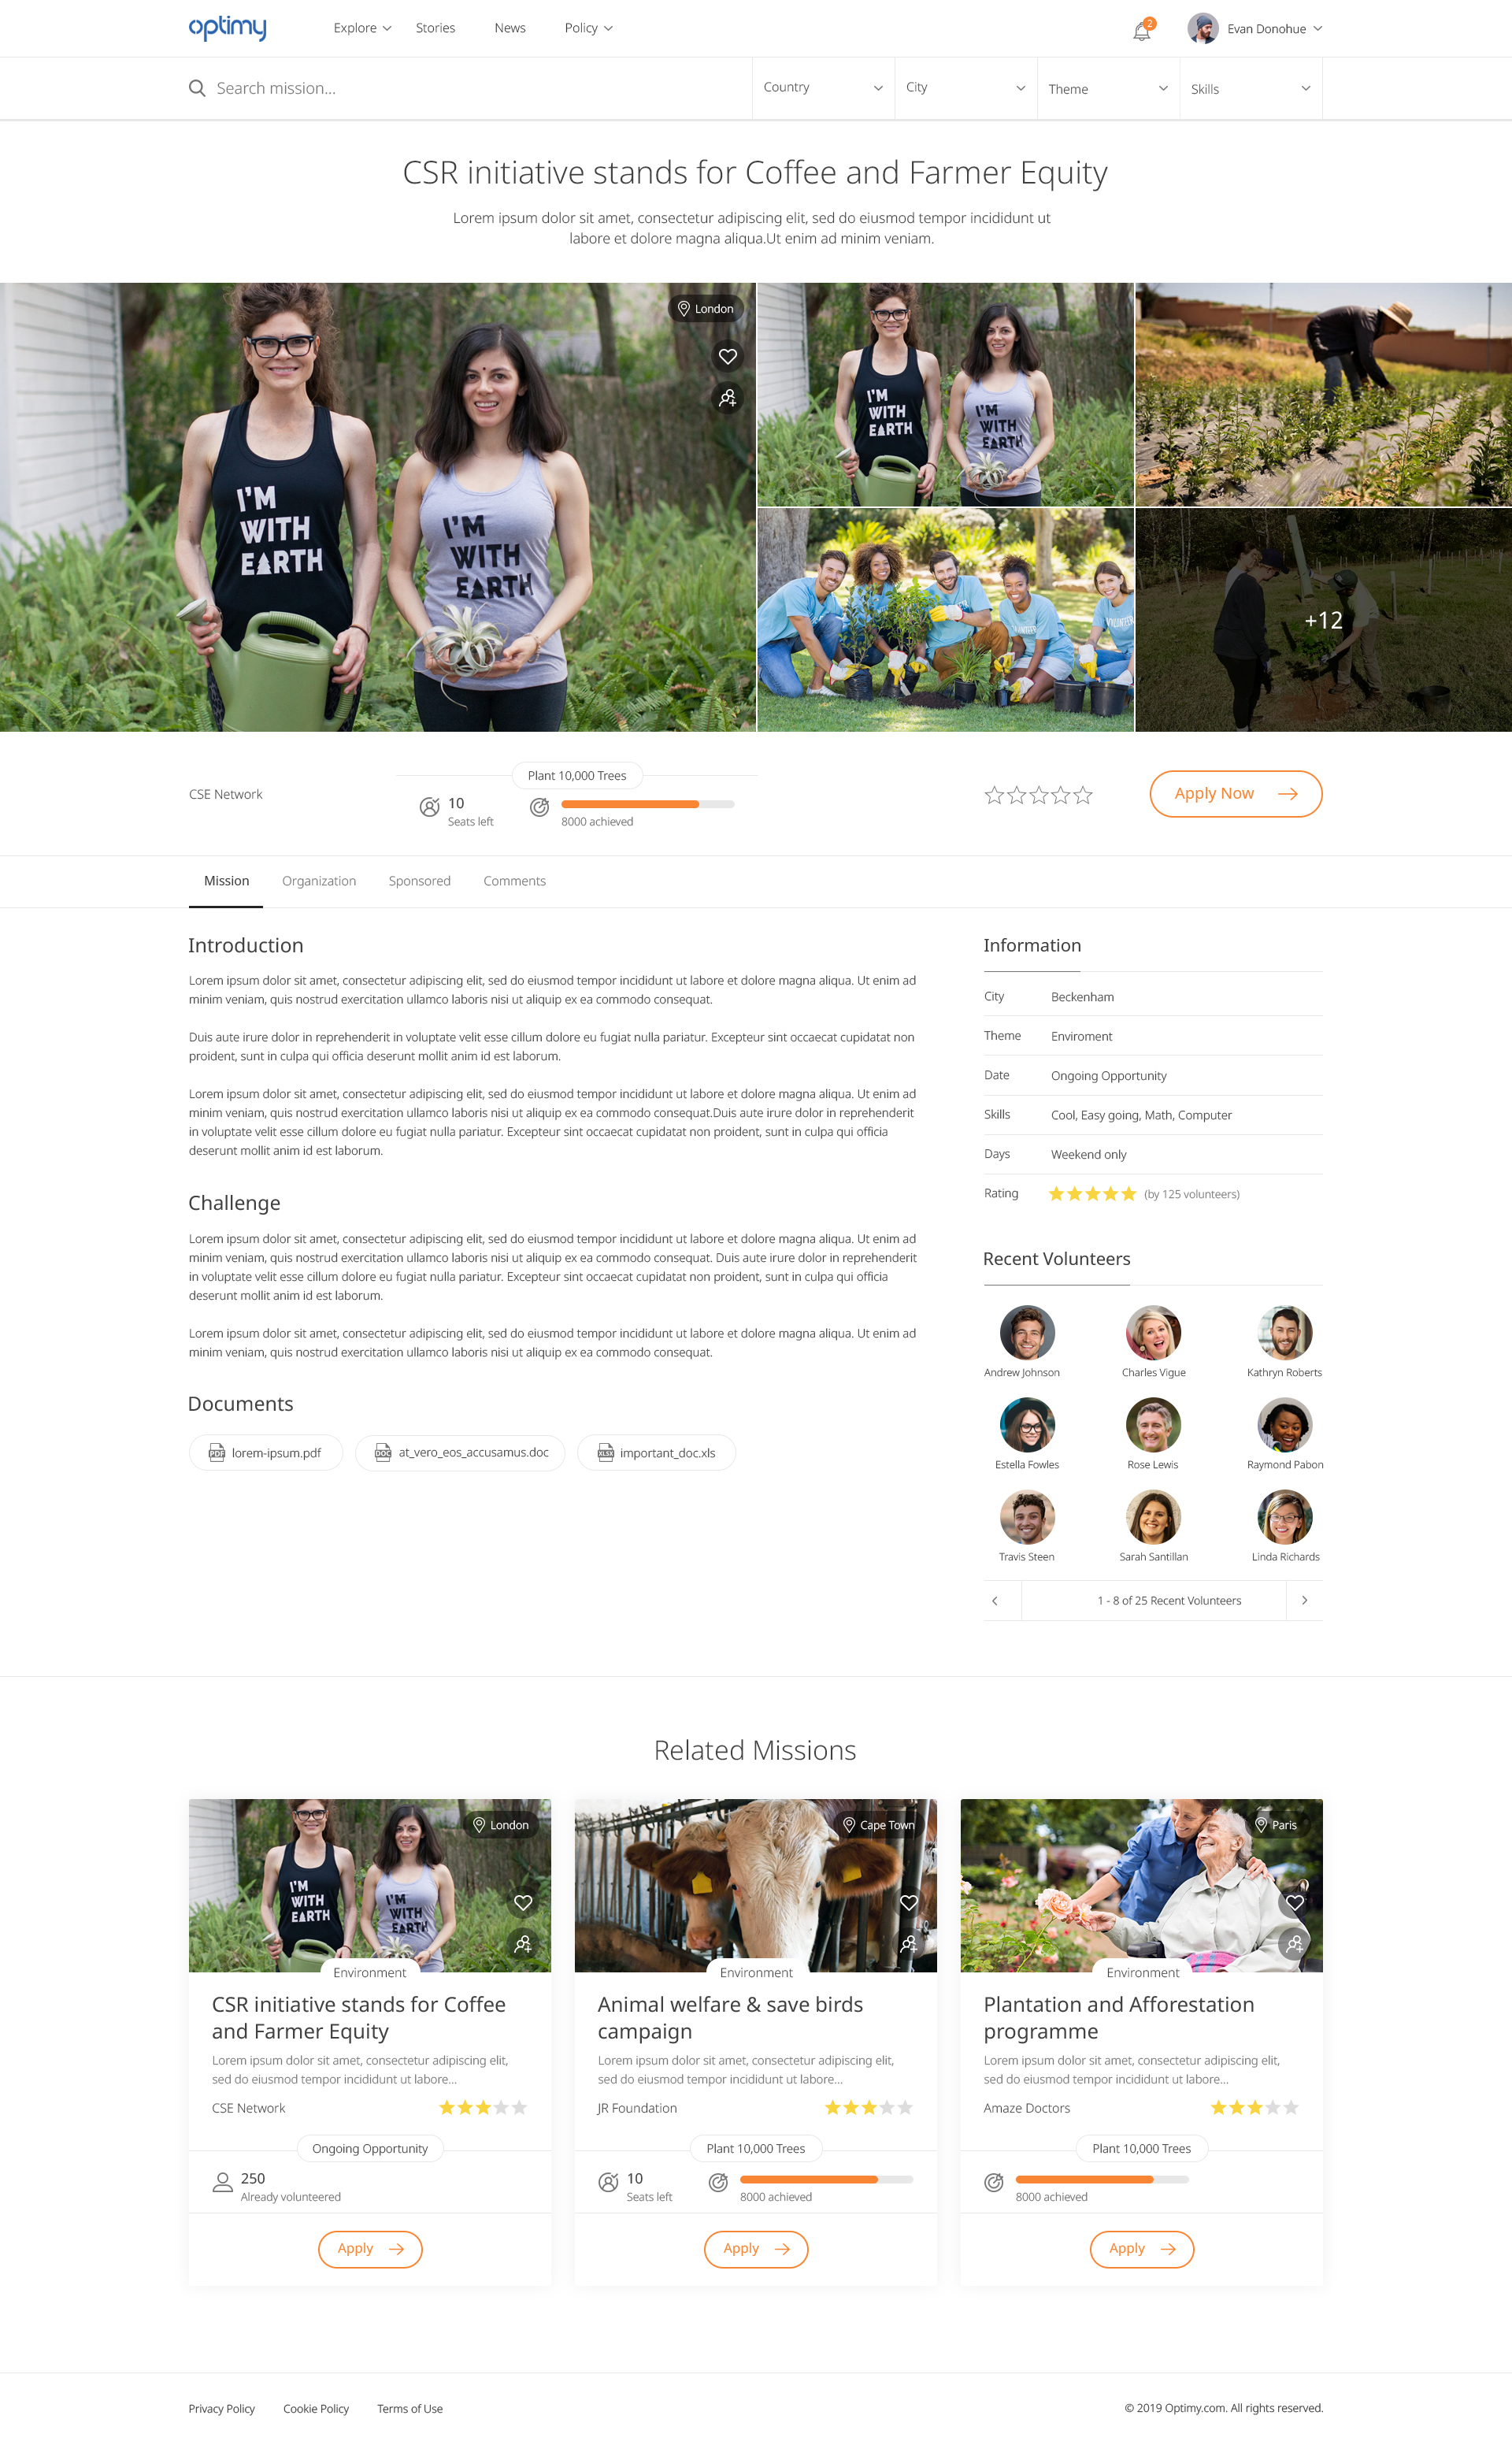 optimy
Explore
Stories
News
Policy
2
Evan Donohue
Search mission...
Country
City
Theme
Skills
CSR initiative stands for Coffee and Farmer Equity
Lorem ipsum dolor sit amet, consectetur adipiscing elit, sed do eiusmod tempor incididunt ut
labore et dolore magna aliqua.Ut enim ad minim veniam.
London
I'M
WITH
EARTH
I'M
WITH
EARTH
I'M
WITH
EARTH
I'M
WITH
EARTH
+12
CSE Network
Plant 10,000 Trees
10
Seats left
8000 achieved
Apply Now
Mission
Organization
Sponsored
Comments
Introduction
Lorem ipsum dolor sit amet, consectetur adipiscing elit, sed do eiusmod tempor incididunt ut labore et dolore magna aliqua. Ut enim ad
minim veniam, quis nostrud exercitation ullamco laboris nisi ut aliquip ex ea commodo consequat.
Duis aute irure dolor in reprehenderit in voluptate velit esse cillum dolore eu fugiat nulla pariatur. Excepteur sint occaecat cupidatat non
proident, sunt in culpa qui officia deserunt mollit anim id est laborum.
Lorem ipsum dolor sit amet, consectetur adipiscing elit, sed do eiusmod tempor incididunt ut labore et dolore magna aliqua. Ut enim ad
minim veniam, quis nostrud exercitation ullamco laboris nisi ut aliquip ex ea commodo consequat.Duis aute irure dolor in reprehenderit
in voluptate velit esse cillum dolore eu fugiat nulla pariatur. Excepteur sint occaecat cupidatat non proident, sunt in culpa qui officia
deserunt mollit anim id est laborum.
Challenge
Lorem ipsum dolor sit amet, consectetur adipiscing elit, sed do eiusmod tempor incididunt ut labore et dolore magna aliqua. Ut enim ad
minim veniam, quis nostrud exercitation ullamco laboris nisi ut aliquip ex ea commodo consequat. Duis aute irure dolor in reprehenderit
in voluptate velit esse cillum dolore eu fugiat nulla pariatur. Excepteur sint occaecat cupidatat non proident, sunt in culpa qui officia
deserunt mollit anim id est laborum.
Lorem ipsum dolor sit amet, consectetur adipiscing elit, sed do eiusmod tempor incididunt ut labore et dolore magna aliqua. Ut enim ad
minim veniam, quis nostrud exercitation ullamco laboris nisi ut aliquip ex ea commodo consequat.
Documents
PDF lorem-ipsum.pdf
DOC at_vero_eos_accusamus.doc
XLSX important_doc.xls
Information
City Beckenham
Theme Enviroment
Date Ongoing Opportunity
Skills Cool, Easy going, Math, Computer
Days Weekend only
Rating (by 125 volunteers)
Recent Volunteers
Andrew Johnson
Charles Vigue
Kathryn Roberts
Estella Fowles
Rose Lewis
Raymond Pabon
Travis Steen
Sarah Santillan
Linda Richards
1 - 8 of 25 Recent Volunteers
Related Missions
London
I'M
WITH
EARTH
I'M
WITH
EARTH
Environment
CSR initiative stands for Coffee
and Farmer Equity
Lorem ipsum dolor sit amet, consectetur adipiscing elit,
sed do eiusmod tempor incididunt ut labore...
CSE Network
Ongoing Opportunity
250
Already volunteered
Apply
Cape Town
Environment
Animal welfare & save birds
campaign
Lorem ipsum dolor sit amet, consectetur adipiscing elit,
sed do eiusmod tempor incididunt ut labore...
JR Foundation
Plant 10,000 Trees
10
Seats left
8000 achieved
Apply
Paris
Environment
Plantation and Afforestation
programme
Lorem ipsum dolor sit amet, consectetur adipiscing elit,
sed do eiusmod tempor incididunt ut labore...
Amaze Doctors
Plant 10,000 Trees
8000 achieved
Apply
Privacy Policy
Cookie Policy
Terms of Use
© 2019 Optimy.com. All rights reserved.